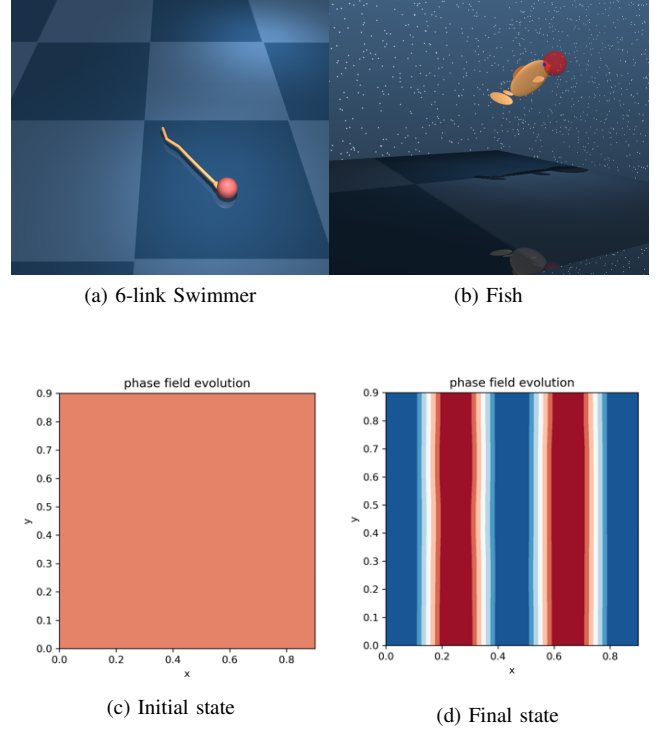 (a) 6-link Swimmer
(b) Fish
phase field evolution
0.9
0.8
0.7
0.6
0.5
0.4
0.3
0.2
0.1
0.0
y
0.0 0.2 0.4 0.6 0.8
x
(c) Initial state
phase field evolution
0.9
0.8
0.7
0.6
0.5
0.4
0.3
0.2
0.1
0.0
y
0.0 0.2 0.4 0.6 0.8
x
(d) Final state